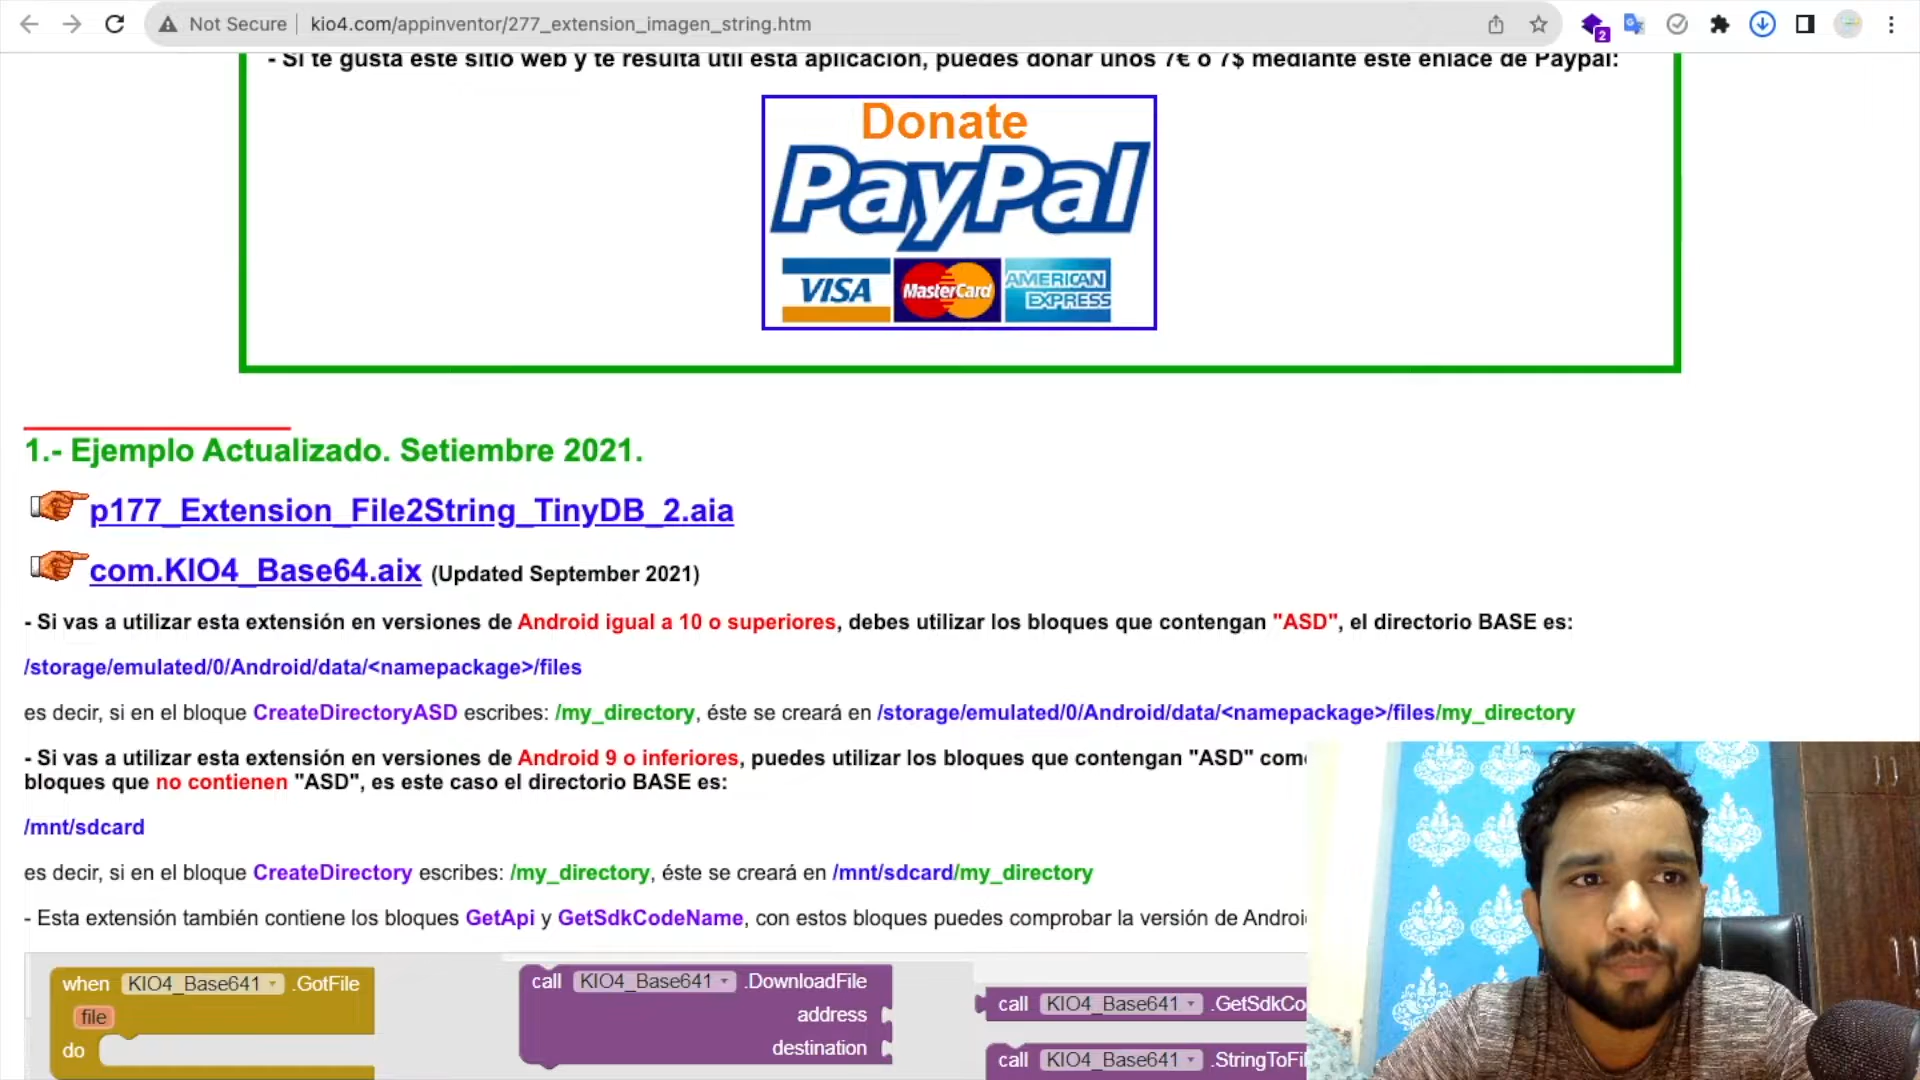 Not Secure
kio4.com/appinventor/277_extension_imagen_string.htm
2
- Si te gusta este sitio web y te resulta útil esta aplicación, puedes donar unos 7€ o 7$ mediante este enlace de Paypal:
Donate
PayPal
VISA
MasterCard
AMERICAN
EXPRESS
1.- Ejemplo Actualizado. Setiembre 2021.
p177_Extension_File2String_TinyDB_2.aia
com.KIO4_Base64.aix (Updated September 2021)
- Si vas a utilizar esta extensión en versiones de Android igual a 10 o superiores, debes utilizar los bloques que contengan "ASD", el directorio BASE es:
/storage/emulated/0/Android/data/<namepackage>/files
es decir, si en el bloque CreateDirectoryASD escribes: /my_directory, éste se creará en /storage/emulated/0/Android/data/<namepackage>/files/my_directory
- Si vas a utilizar esta extensión en versiones de Android 9 o inferiores, puedes utilizar los bloques que contengan "ASD"
bloques que no contienen "ASD", es este caso el directorio BASE es:
/mnt/sdcard
es decir, si en el bloque CreateDirectory escribes: /my_directory, éste se creará en /mnt/sdcard/my_directory
- Esta extensión también contiene los bloques GetApi y GetSdkCodeName, con estos bloques puedes comprobar la versión de
when KIO4_Base641 .GotFile
file
do
call KIO4_Base641 .DownloadFile
address
destination
call KIO4_Base641
call KIO4_Base641